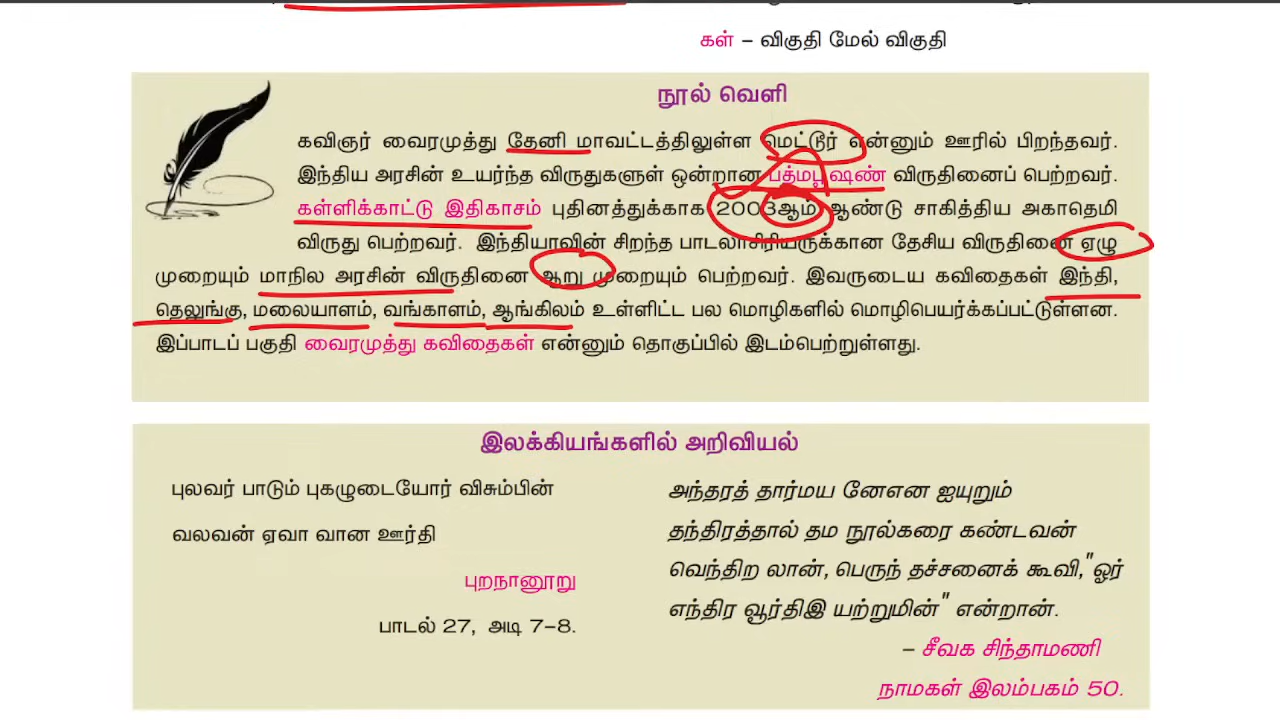 கள் – விகுதி மேல் விகுதி
நூல் வெளி
கவிஞர் வைரமுத்து தேனி மாவட்டத்திலுள்ள மெட்டூர் என்னும் ஊரில் பிறந்தவர்.
இந்திய அரசின் உயர்ந்த விருதுகளுள் ஒன்றான பத்மபூஷண் விருதினைப் பெற்றவர்.
கள்ளிக்காட்டு இதிகாசம் புதினத்துக்காக 2003ஆம் ஆண்டு சாகித்திய அகாதெமி
விருது பெற்றவர். இந்தியாவின் சிறந்த பாடலாசிரியருக்கான தேசிய விருதினை ஏழு
முறையும் மாநில அரசின் விருதினை ஆறு முறையும் பெற்றவர். இவருடைய கவிதைகள் இந்தி,
தெலுங்கு, மலையாளம், வங்காளம், ஆங்கிலம் உள்ளிட்ட பல மொழிகளில் மொழிபெயர்க்கப்பட்டுள்ளன.
இப்பாடப் பகுதி வைரமுத்து கவிதைகள் என்னும் தொகுப்பில் இடம்பெற்றுள்ளது.
இலக்கியங்களில் அறிவியல்
புலவர் பாடும் புகழுடையோர் விசும்பின்
வலவன் ஏவா வான ஊர்தி
புறநானூறு
பாடல் 27, அடி 7–8.
அந்தரத் தார்மய னேஎன ஐயுறும்
தந்திரத்தால் தம நூல்கரை கண்டவன்
வெந்திற லான், பெருந் தச்சனைக் கூவி,"ஓர்
எந்திர வூர்திஇ யற்றுமின்" என்றான்.
– சீவக சிந்தாமணி
நாமகள் இலம்பகம் 50.